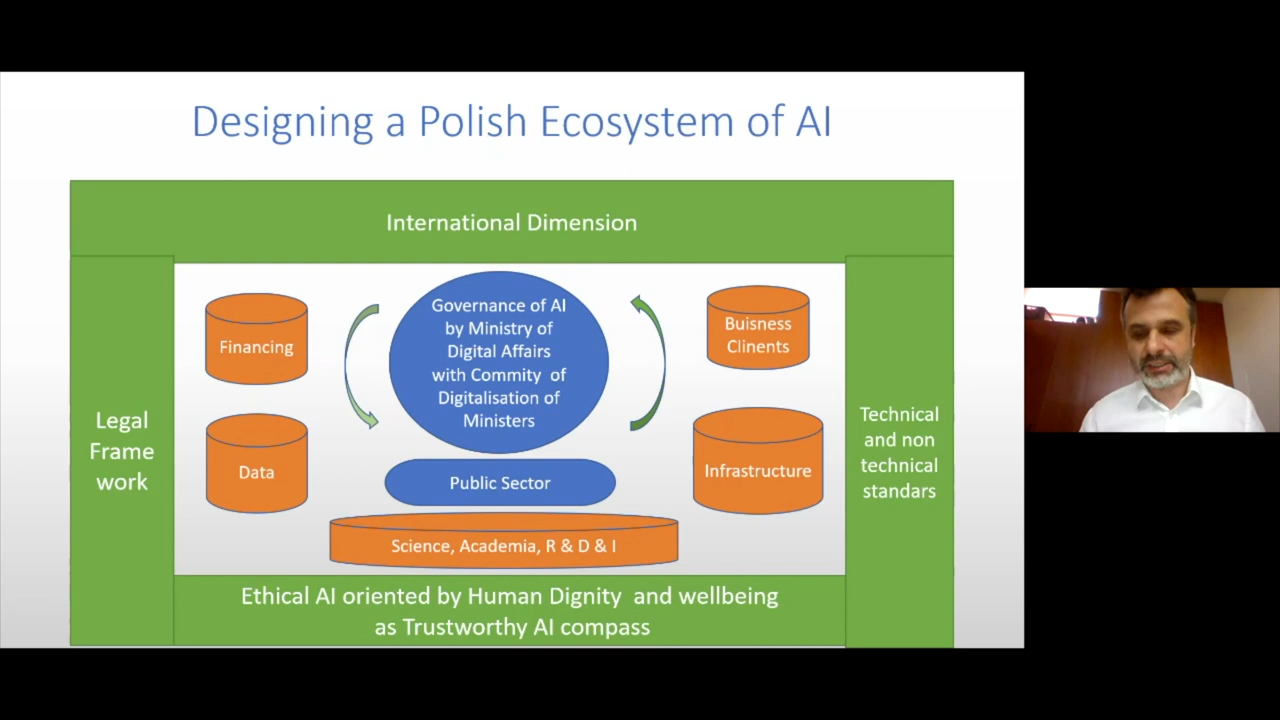 Designing a Polish Ecosystem of AI
International Dimension
Legal
Frame
work
Financing
Data
Governance of AI
by Ministry of
Digital Affairs
with Commity of
Digitalisation of
Ministers
Public Sector
Science, Academia, R & D & I
Buisness
Clinents
Infrastructure
Technical
and non
technical
standars
Ethical AI oriented by Human Dignity and wellbeing
as Trustworthy AI compass